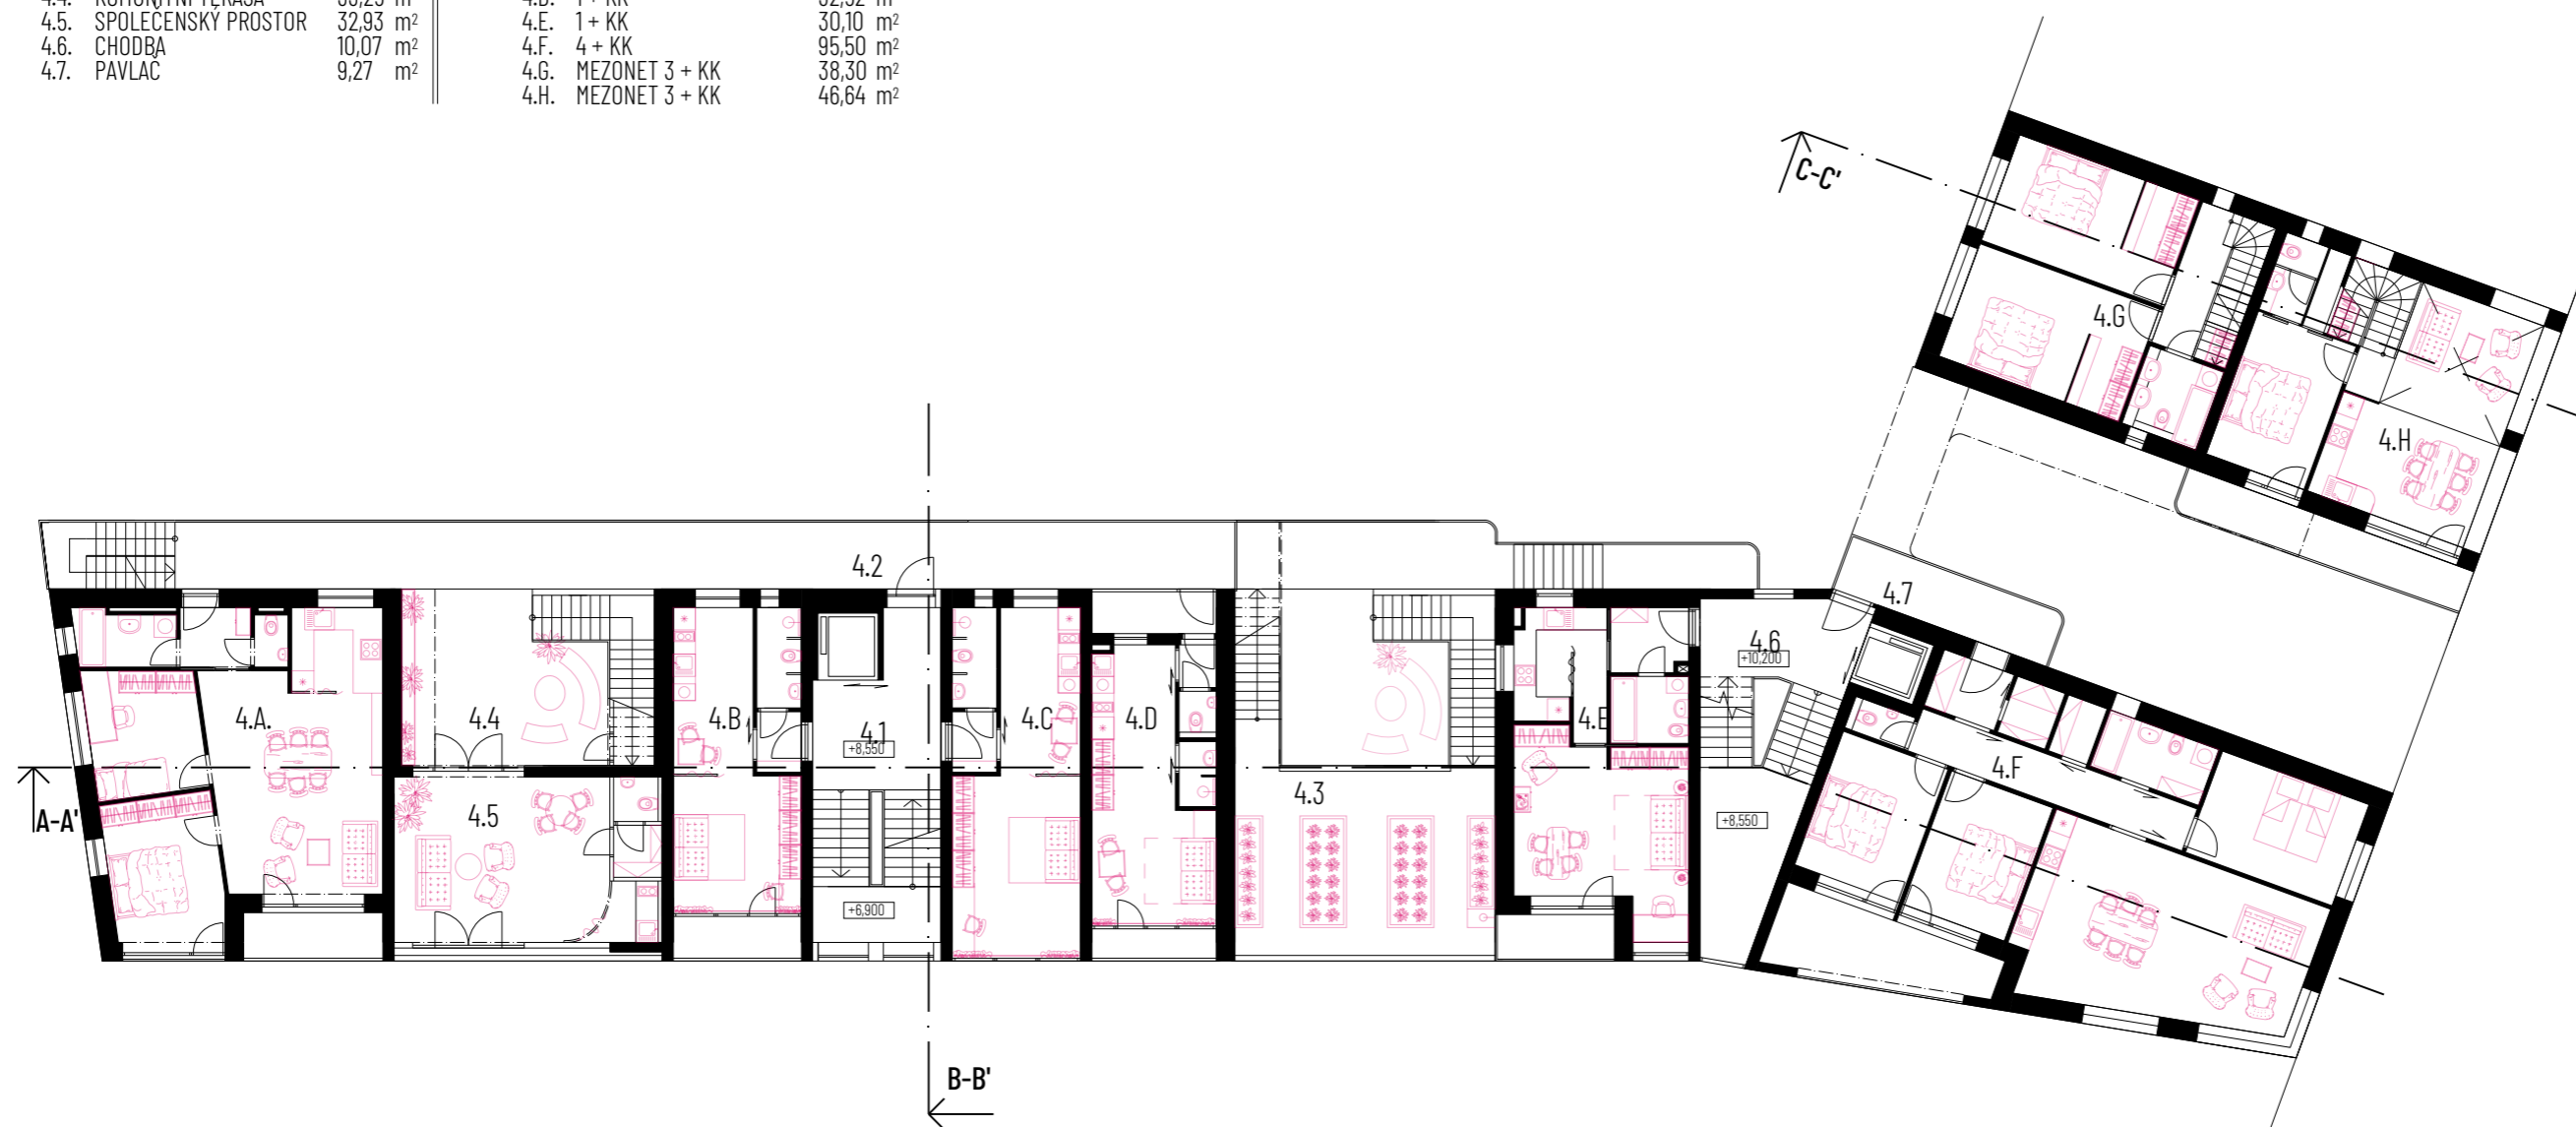 4.5. SPOLEČENSKÝ PROSTOR 32,93 m²
4.6. CHODBA 10,07 m²
4.7. PAVLAČ 9,27 m²
4.E. 1 + KK 30,10 m²
4.F. 4 + KK 95,50 m²
4.G. MEZONET 3 + KK 38,30 m²
4.H. MEZONET 3 + KK 46,64 m²
C-C'
4.G
4.H
4.2
4.7
4.6
+10,200
4.A.
4.4
4.B
4.1
+8,550
4.C
4.D
4.E
4.F
A-A'
4.5
4.3
+8,550
+6,900
B-B'